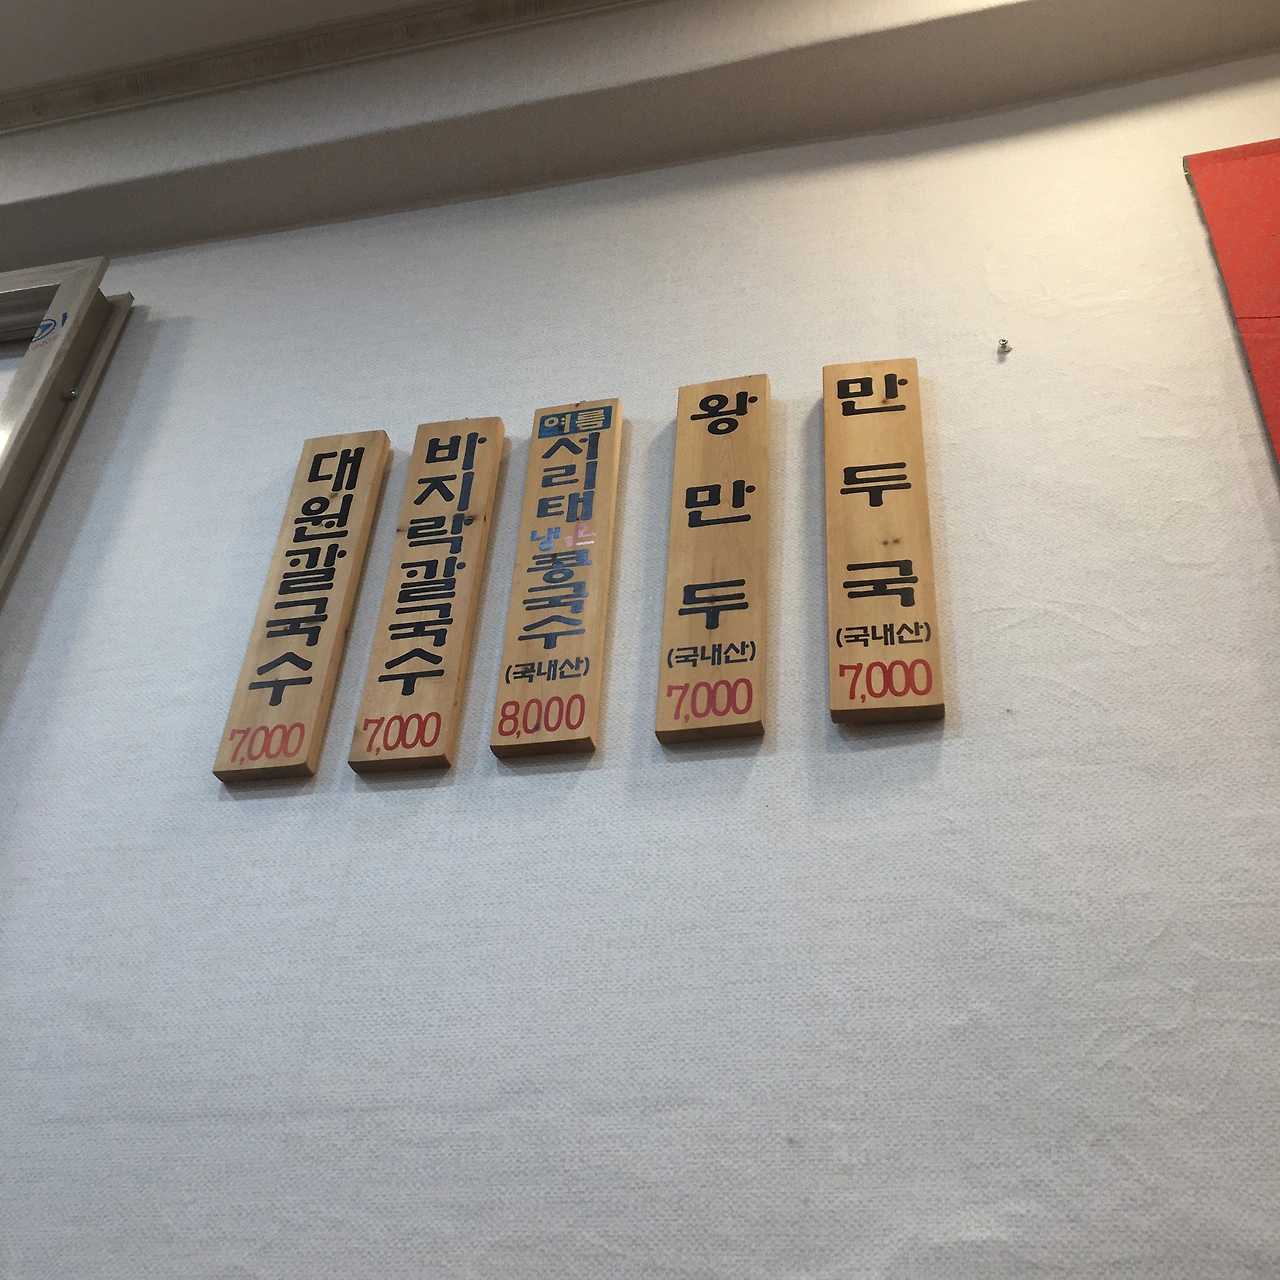 대원칼국수
7,000
바지락칼국수
7,000
여름
서리태
냉
콩국수
(국내산)
8,000
왕만두
(국내산)
7,000
만두국
(국내산)
7,000